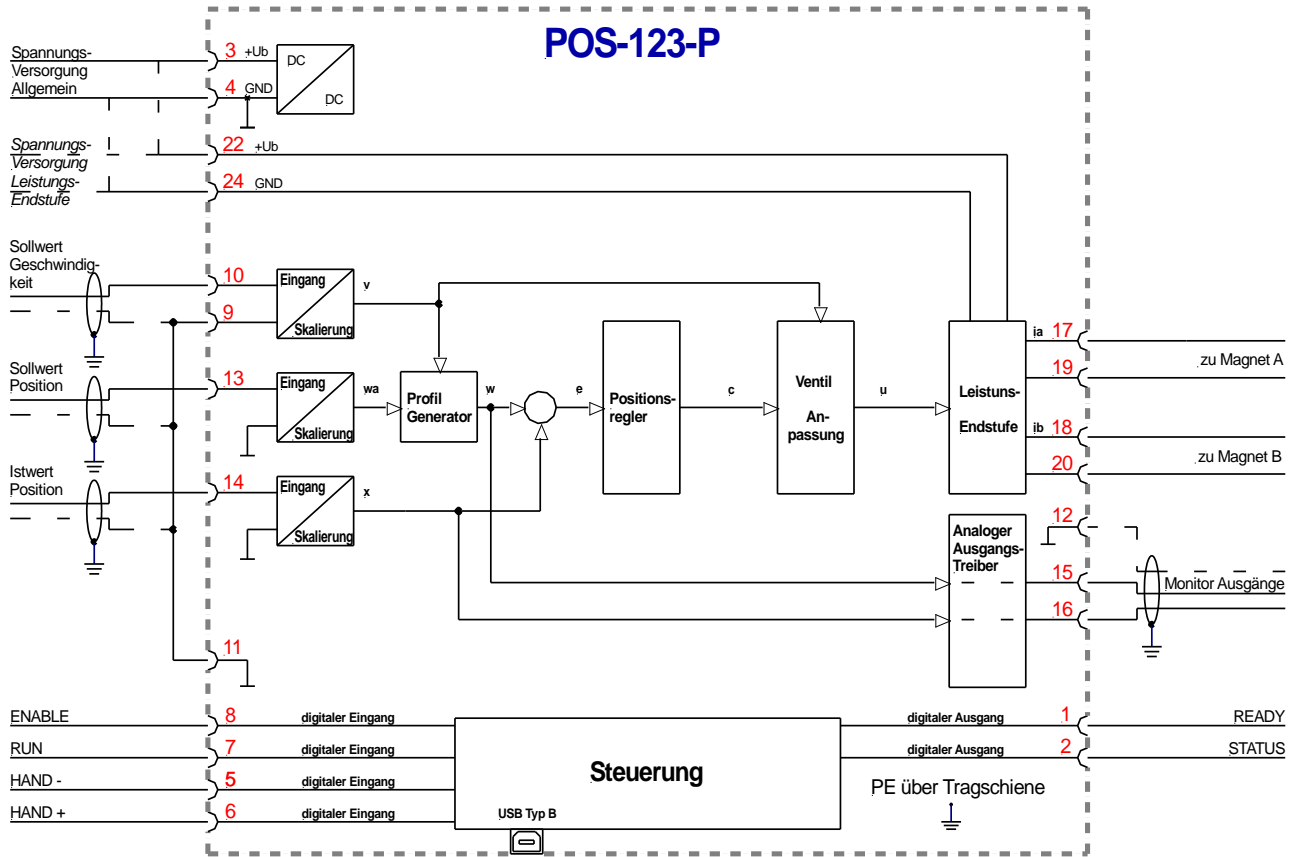 POS-123-P
Spannungs-
Versorgung
Allgemein
3 +Ub
4 GND
DC
DC
Spannungs-
Versorgung
Leistungs-
Endstufe
22 +Ub
24 GND
Sollwert
Geschwindig-
keit
10
9
Eingang
Skalierung
v
Sollwert
Position
13
Eingang
Skalierung
wa
Profil
Generator
w
e
Positions-
regler
c
Ventil
An-
passung
u
Leistuns-
Endstufe
ia 17
19
zu Magnet A
ib 18
20
zu Magnet B
Istwert
Position
14
Eingang
Skalierung
x
Analoger
Ausgangs-
Treiber
12
15
16
Monitor Ausgänge
11
ENABLE
8
digitaler Eingang
RUN
7
digitaler Eingang
HAND -
5
digitaler Eingang
HAND +
6
digitaler Eingang
Steuerung
USB Typ B
digitaler Ausgang
1
READY
digitaler Ausgang
2
STATUS
PE über Tragschiene